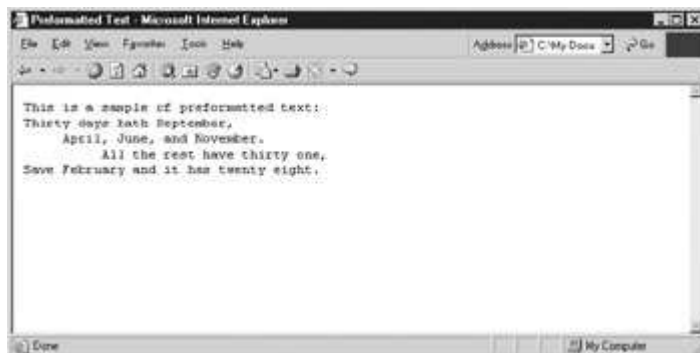 Preformatted Text - Microsoft Internet Explorer
File Edit View Favorites Tools Help
Address C:\My Docu Go
This is a sample of preformatted text:
Thirty days hath September,
April, June, and November.
All the rest have thirty one,
Save February and it has twenty eight.
Done
My Computer